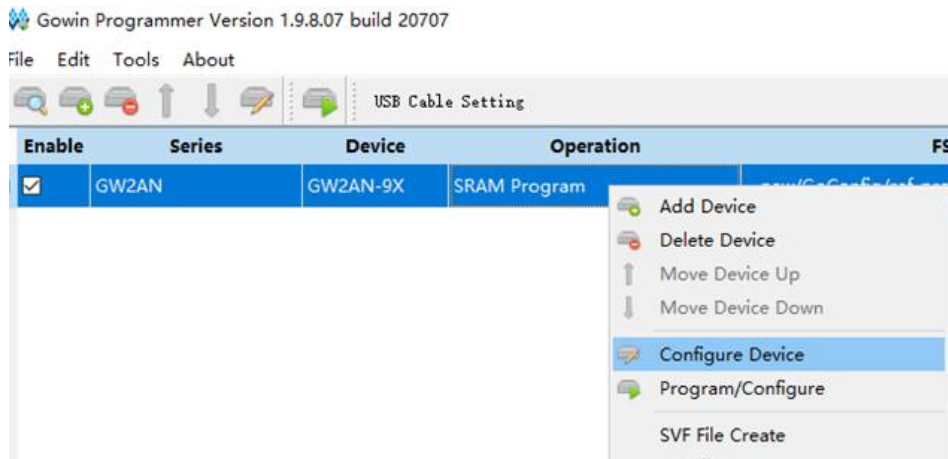 Gowin Programmer Version 1.9.8.07 build 20707
File Edit Tools About
USB Cable Setting
Enable Series Device Operation FS
GW2AN GW2AN-9X SRAM Program
Add Device
Delete Device
Move Device Up
Move Device Down
Configure Device
Program/Configure
SVF File Create